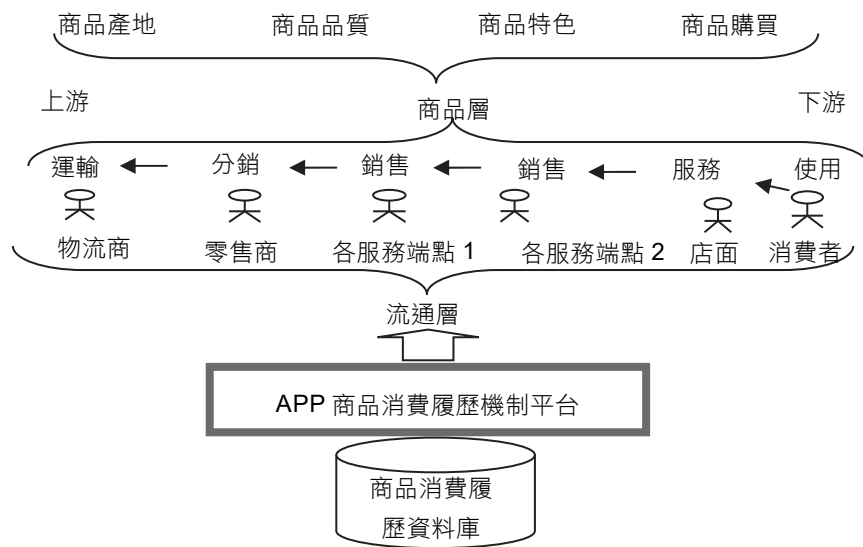 商品產地 商品品質 商品特色 商品購買
上游 商品層 下游
運輸 分銷 銷售 銷售 服務 使用
物流商 零售商 各服務端點 1 各服務端點 2 店面 消費者
流通層
APP 商品消費履歷機制平台
商品消費履
歷資料庫